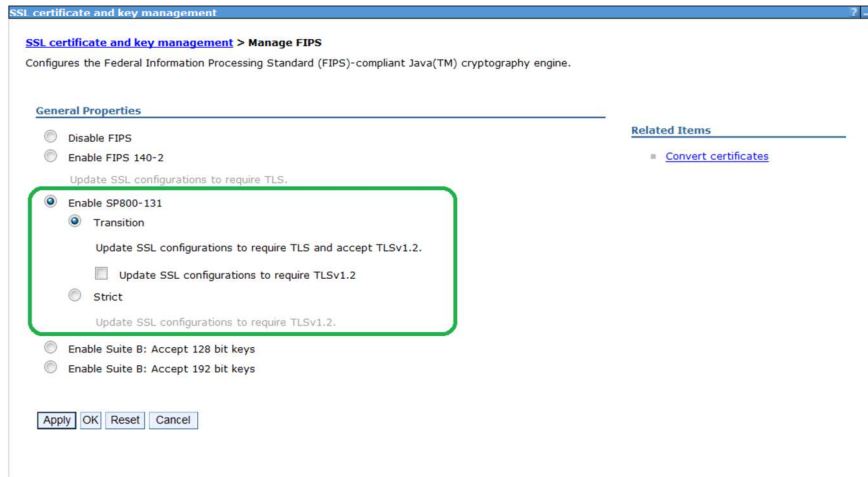 SSL certificate and key management
?
SSL certificate and key management > Manage FIPS
Configures the Federal Information Processing Standard (FIPS)-compliant Java(TM) cryptography engine.
General Properties
Disable FIPS
Enable FIPS 140-2
Update SSL configurations to require TLS.
Enable SP800-131
Transition
Update SSL configurations to require TLS and accept TLSv1.2.
Update SSL configurations to require TLSv1.2
Strict
Update SSL configurations to require TLSv1.2.
Enable Suite B: Accept 128 bit keys
Enable Suite B: Accept 192 bit keys
Apply OK Reset Cancel
Related Items
Convert certificates